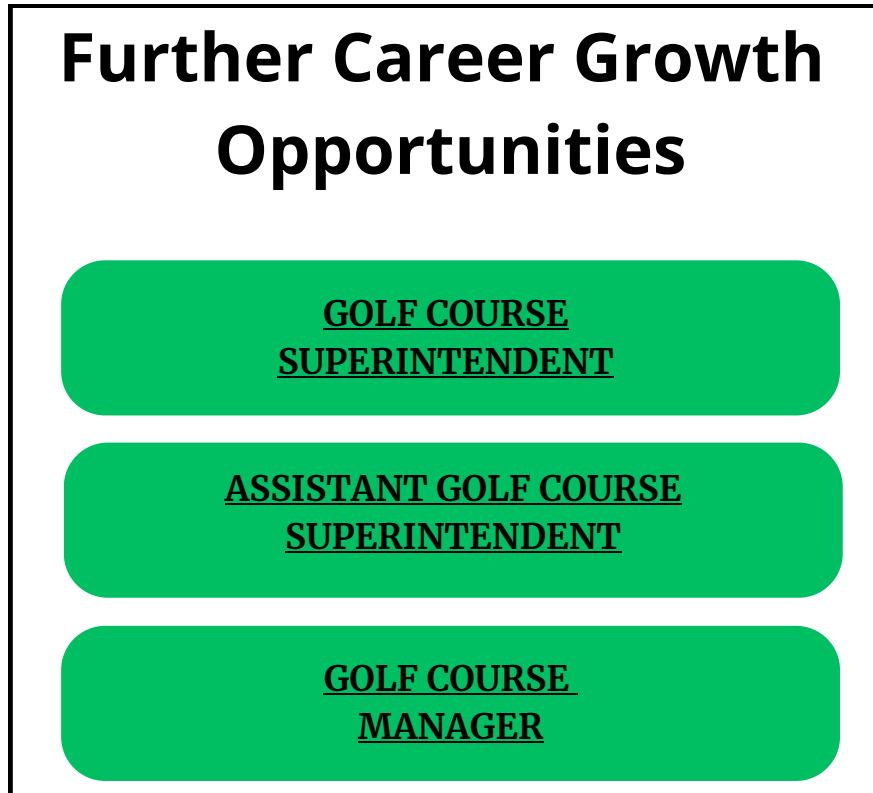 Further Career Growth
Opportunities
GOLF COURSE
SUPERINTENDENT
ASSISTANT GOLF COURSE
SUPERINTENDENT
GOLF COURSE
MANAGER